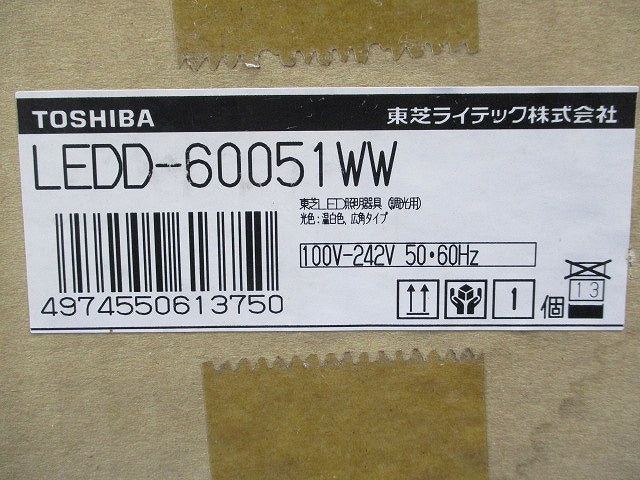 TOSHIBA
東芝ライテック株式会社
LEDD-60051WW
東芝LED照明器具 (調光用)
光色:温白色, 広角タイプ
100V-242V 50・60Hz
4974550613750
1個
13